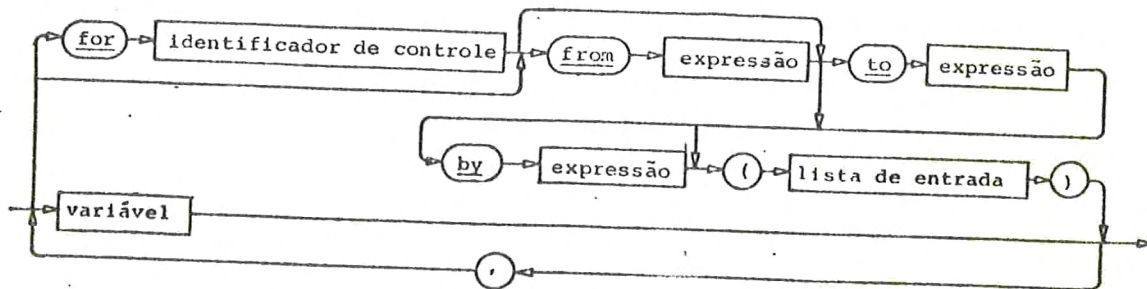 for identificador de controle from expressão to expressão
by expressão ( lista de entrada )
variável
,